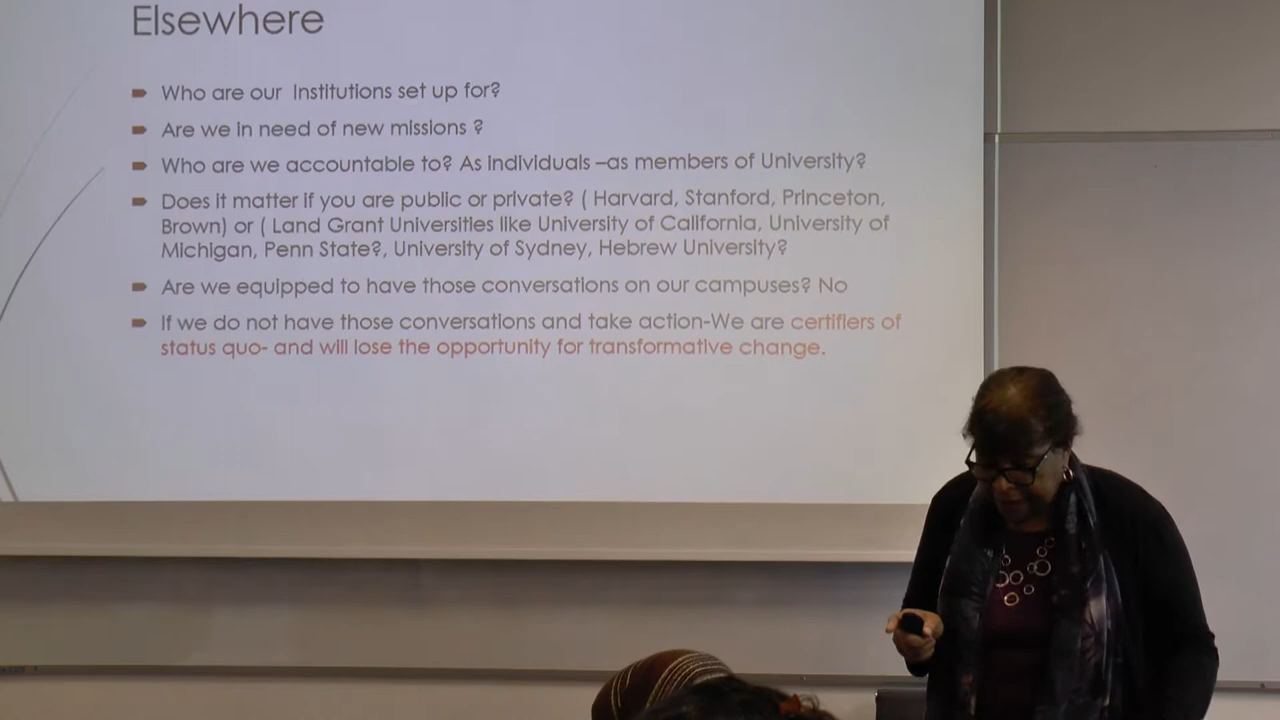 Elsewhere
Who are our Institutions set up for?
Are we in need of new missions ?
Who are we accountable to? As individuals –as members of University?
Does it matter if you are public or private? ( Harvard, Stanford, Princeton,
Brown) or ( Land Grant Universities like University of California, University of
Michigan, Penn State?, University of Sydney, Hebrew University?
Are we equipped to have those conversations on our campuses? No
If we do not have those conversations and take action-We are certifiers of
status quo- and will lose the opportunity for transformative change.